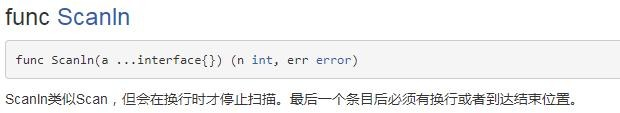 func Scanln
func Scanln(a ...interface{}) (n int, err error)
Scanln类似Scan，但会在换行时才停止扫描。最后一个条目后必须有换行或者到达结束位置。